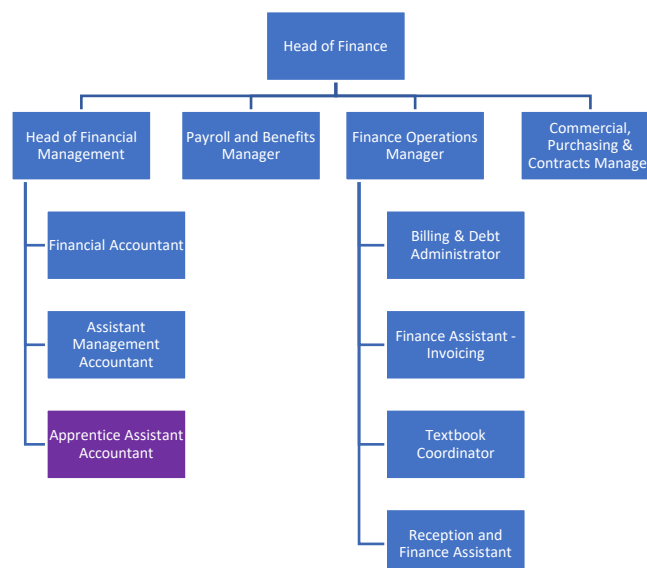 Head of Finance
Head of Financial
Management
Payroll and Benefits
Manager
Finance Operations
Manager
Commercial,
Purchasing &
Contracts Manage
Financial Accountant
Assistant
Management
Accountant
Apprentice Assistant
Accountant
Billing & Debt
Administrator
Finance Assistant -
Invoicing
Textbook
Coordinator
Reception and
Finance Assistant